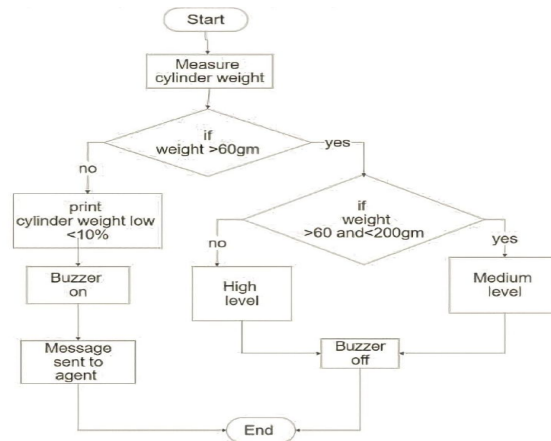 Start
Measure
cylinder weight
if
weight >60gm
no
yes
print
cylinder weight low
<10%
if
weight
>60 and<200gm
no
yes
Buzzer
on
High
level
Medium
level
Message
sent to
agent
Buzzer
off
End